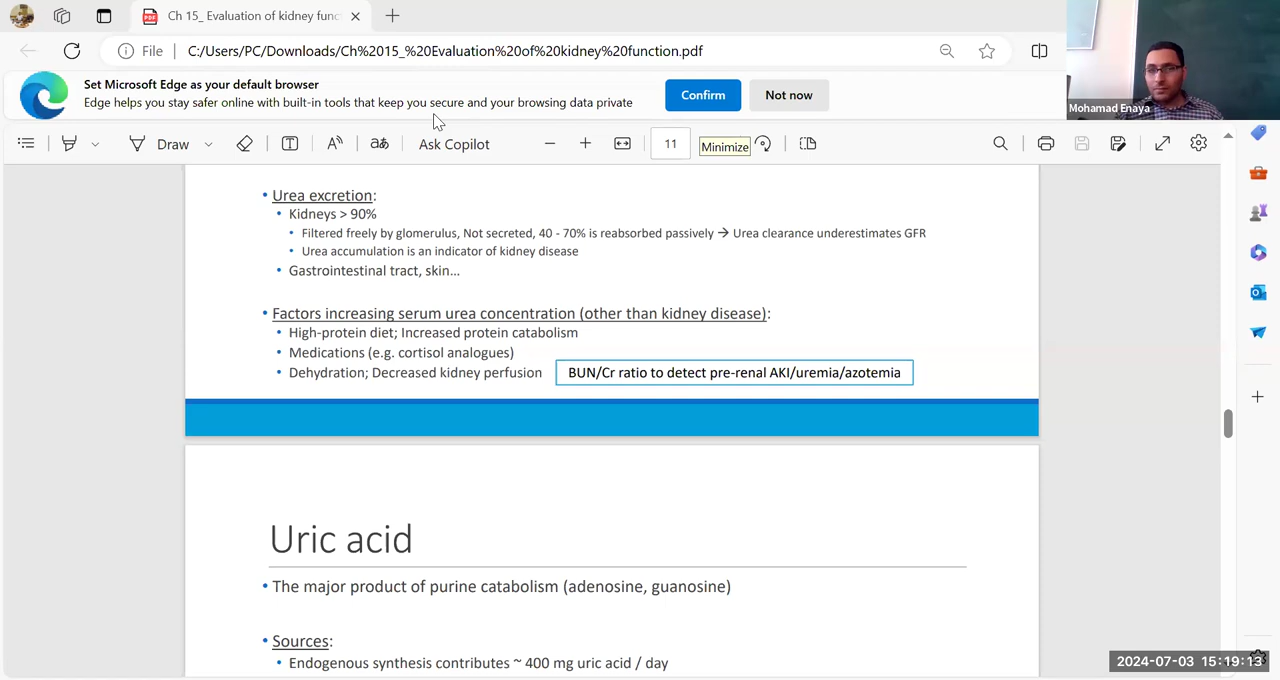 Ch 15_ Evaluation of kidney func
File
C:/Users/PC/Downloads/Ch%2015_%20Evaluation%20of%20kidney%20function.pdf
Set Microsoft Edge as your default browser
Edge helps you stay safer online with built-in tools that keep you secure and your browsing data private
Confirm
Not now
Mohamad Enaya
Draw
Ask Copilot
11
Minimize
• Urea excretion:
• Kidneys > 90%
• Filtered freely by glomerulus, Not secreted, 40 - 70% is reabsorbed passively → Urea clearance underestimates GFR
• Urea accumulation is an indicator of kidney disease
• Gastrointestinal tract, skin...
• Factors increasing serum urea concentration (other than kidney disease):
• High-protein diet; Increased protein catabolism
• Medications (e.g. cortisol analogues)
• Dehydration; Decreased kidney perfusion
BUN/Cr ratio to detect pre-renal AKI/uremia/azotemia
Uric acid
• The major product of purine catabolism (adenosine, guanosine)
• Sources:
• Endogenous synthesis contributes ~ 400 mg uric acid / day
2024-07-03 15:19:13